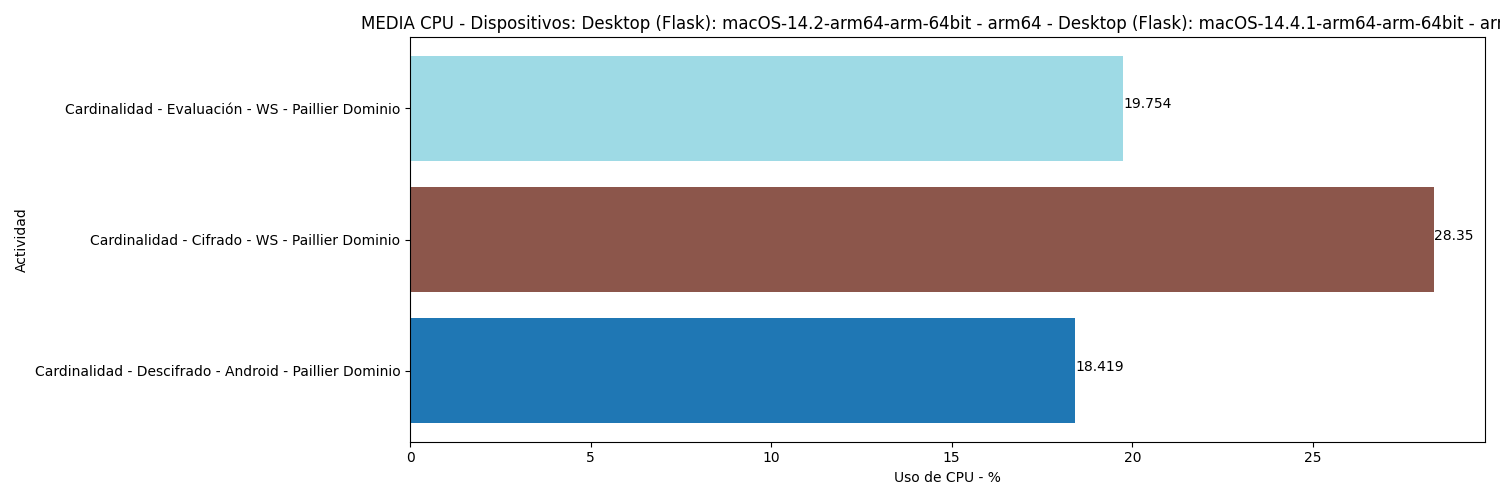 MEDIA CPU - Dispositivos: Desktop (Flask): macOS-14.2-arm64-arm-64bit - arm64 - Desktop (Flask): macOS-14.4.1-arm64-arm-64bit -
Cardinalidad - Evaluación - WS - Paillier Dominio
19.754
Cardinalidad - Cifrado - WS - Paillier Dominio
28.35
Cardinalidad - Descifrado - Android - Paillier Dominio
18.419
Actividad
0 5 10 15 20 25
Uso de CPU - %